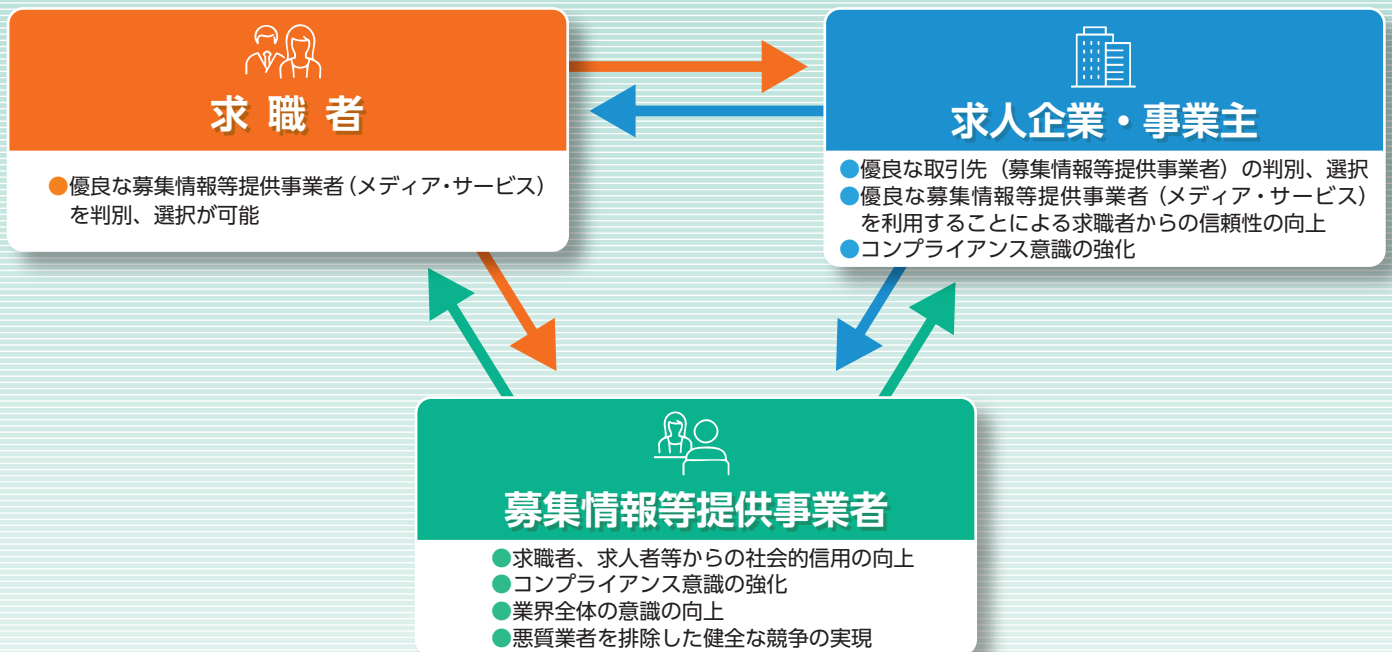 求職者
●優良な募集情報等提供事業者（メディア・サービス）
を判別、選択が可能
求人企業・事業主
●優良な取引先（募集情報等提供事業者）の判別、選択
●優良な募集情報等提供事業者（メディア・サービス）
を利用することによる求職者からの信頼性の向上
●コンプライアンス意識の強化
募集情報等提供事業者
●求職者、求人者等からの社会的信用の向上
●コンプライアンス意識の強化
●業界全体の意識の向上
●悪質業者を排除した健全な競争の実現